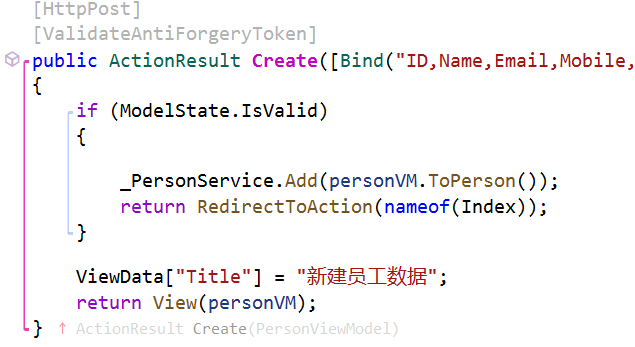 [HttpPost]
[ValidateAntiForgeryToken]
public ActionResult Create([Bind("ID,Name,Email,Mobile,
{
if (ModelState.IsValid)
{
_PersonService.Add(personVM.ToPerson());
return RedirectToAction(nameof(Index));
}
ViewData["Title"] = "新建员工数据";
return View(personVM);
} ↑ ActionResult Create(PersonViewModel)